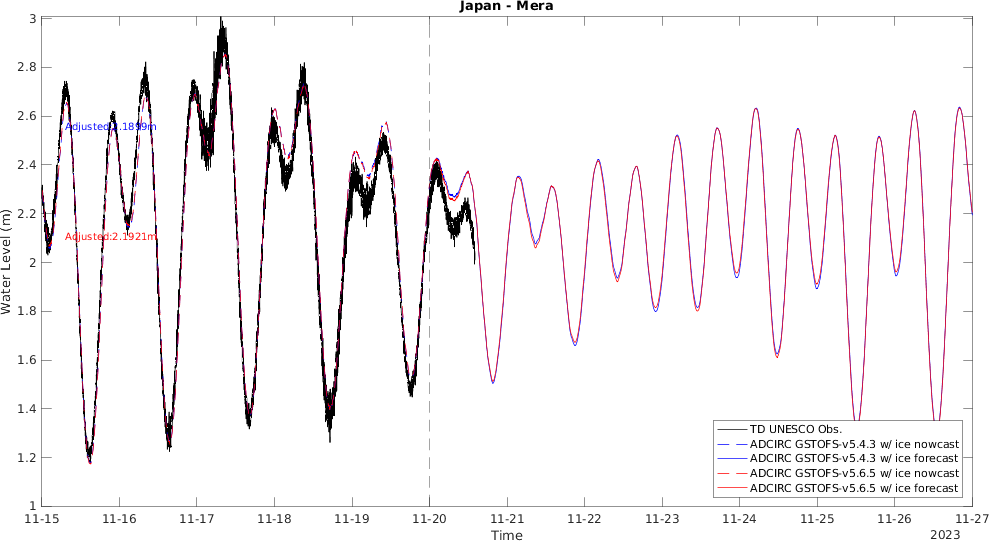 Japan - Mera
3
2.8
2.6
2.4
2.2
2
1.8
1.6
1.4
1.2
1
Water Level (m)
Adjusted:2.1899m
Adjusted:2.1921m
TD UNESCO Obs.
ADCIRC GSTOFS-v5.4.3 w/ ice nowcast
ADCIRC GSTOFS-v5.4.3 w/ ice forecast
ADCIRC GSTOFS-v5.6.5 w/ ice nowcast
ADCIRC GSTOFS-v5.6.5 w/ ice forecast
11-15 11-16 11-17 11-18 11-19 11-20 11-21 11-22 11-23 11-24 11-25 11-26 11-27
Time
2023